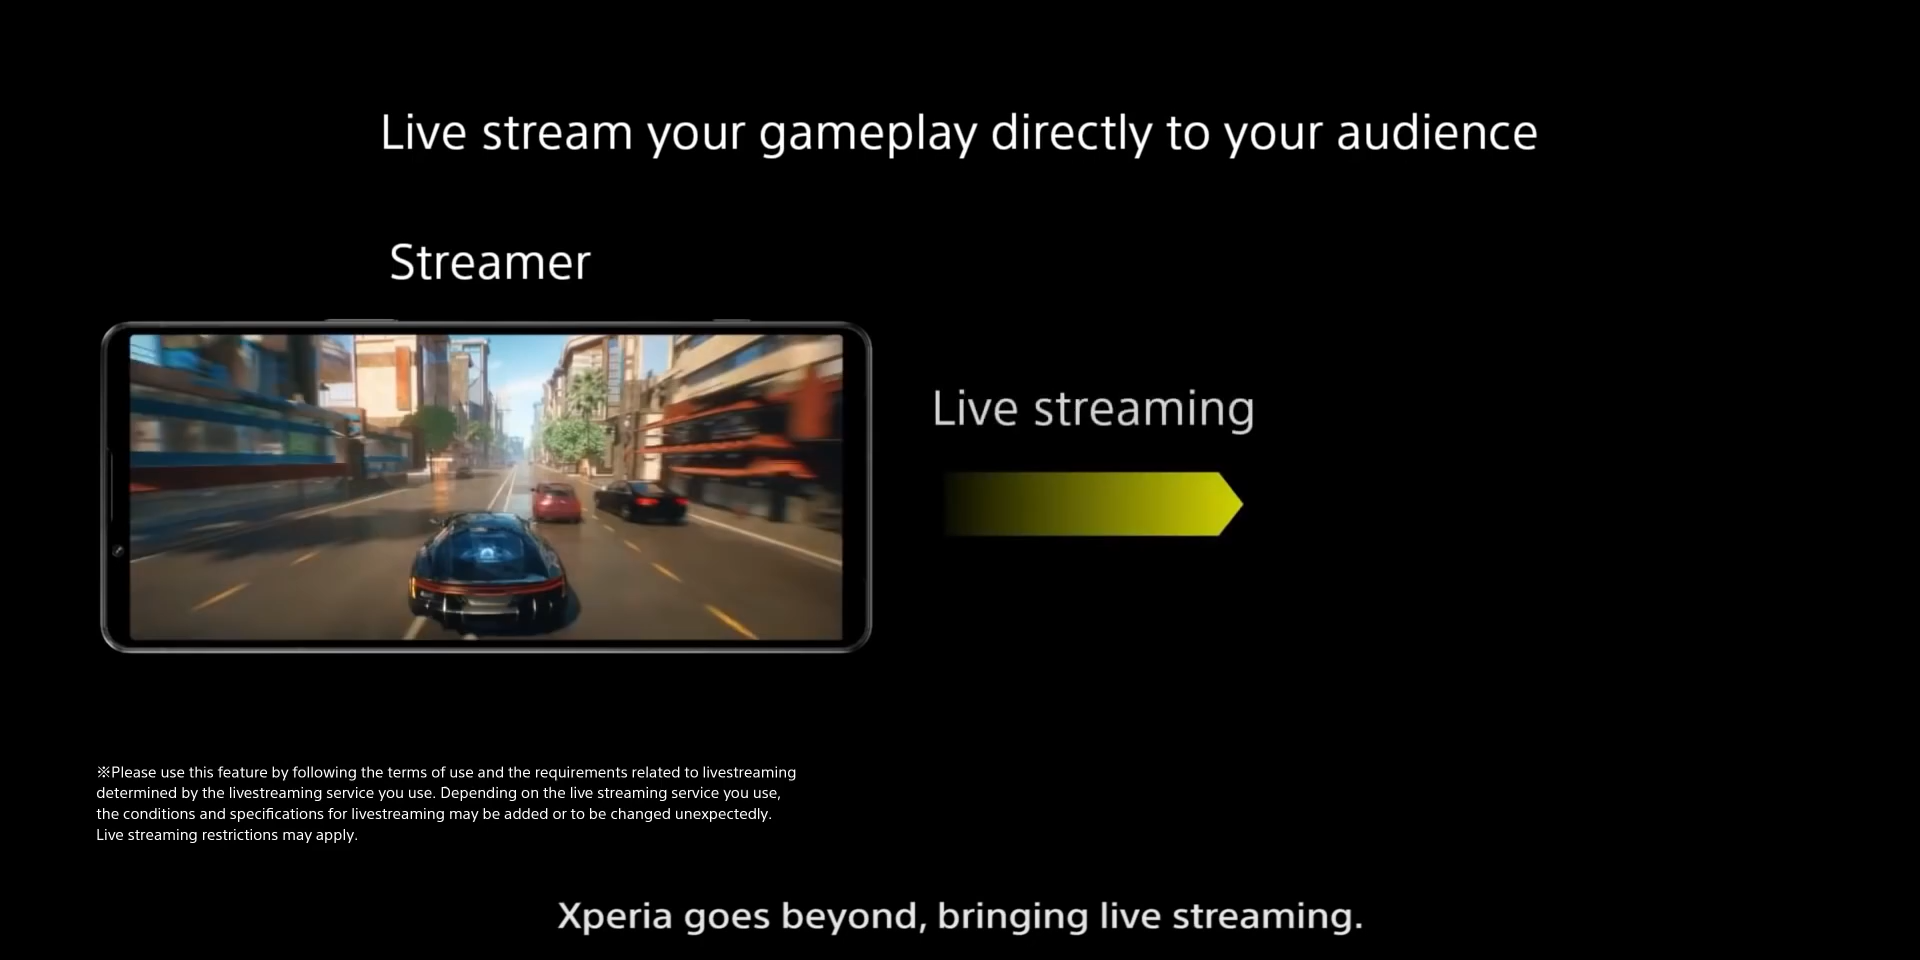 Live stream your gameplay directly to your audience
Streamer
Live streaming
※Please use this feature by following the terms of use and the requirements related to livestreaming
determined by the livestreaming service you use. Depending on the live streaming service you use,
the conditions and specifications for livestreaming may be added or to be changed unexpectedly.
Live streaming restrictions may apply.
Xperia goes beyond, bringing live streaming.